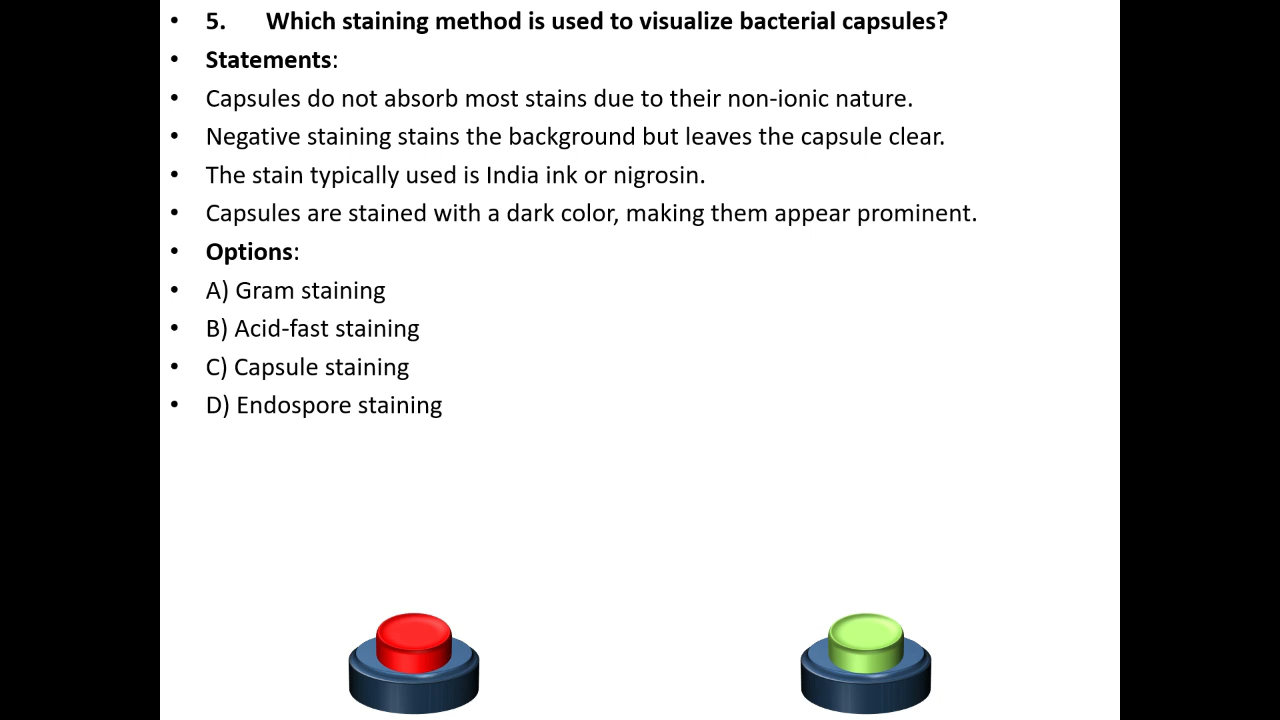 • 5. Which staining method is used to visualize bacterial capsules?
• Statements:
• Capsules do not absorb most stains due to their non-ionic nature.
• Negative staining stains the background but leaves the capsule clear.
• The stain typically used is India ink or nigrosin.
• Capsules are stained with a dark color, making them appear prominent.
• Options:
• A) Gram staining
• B) Acid-fast staining
• C) Capsule staining
• D) Endospore staining